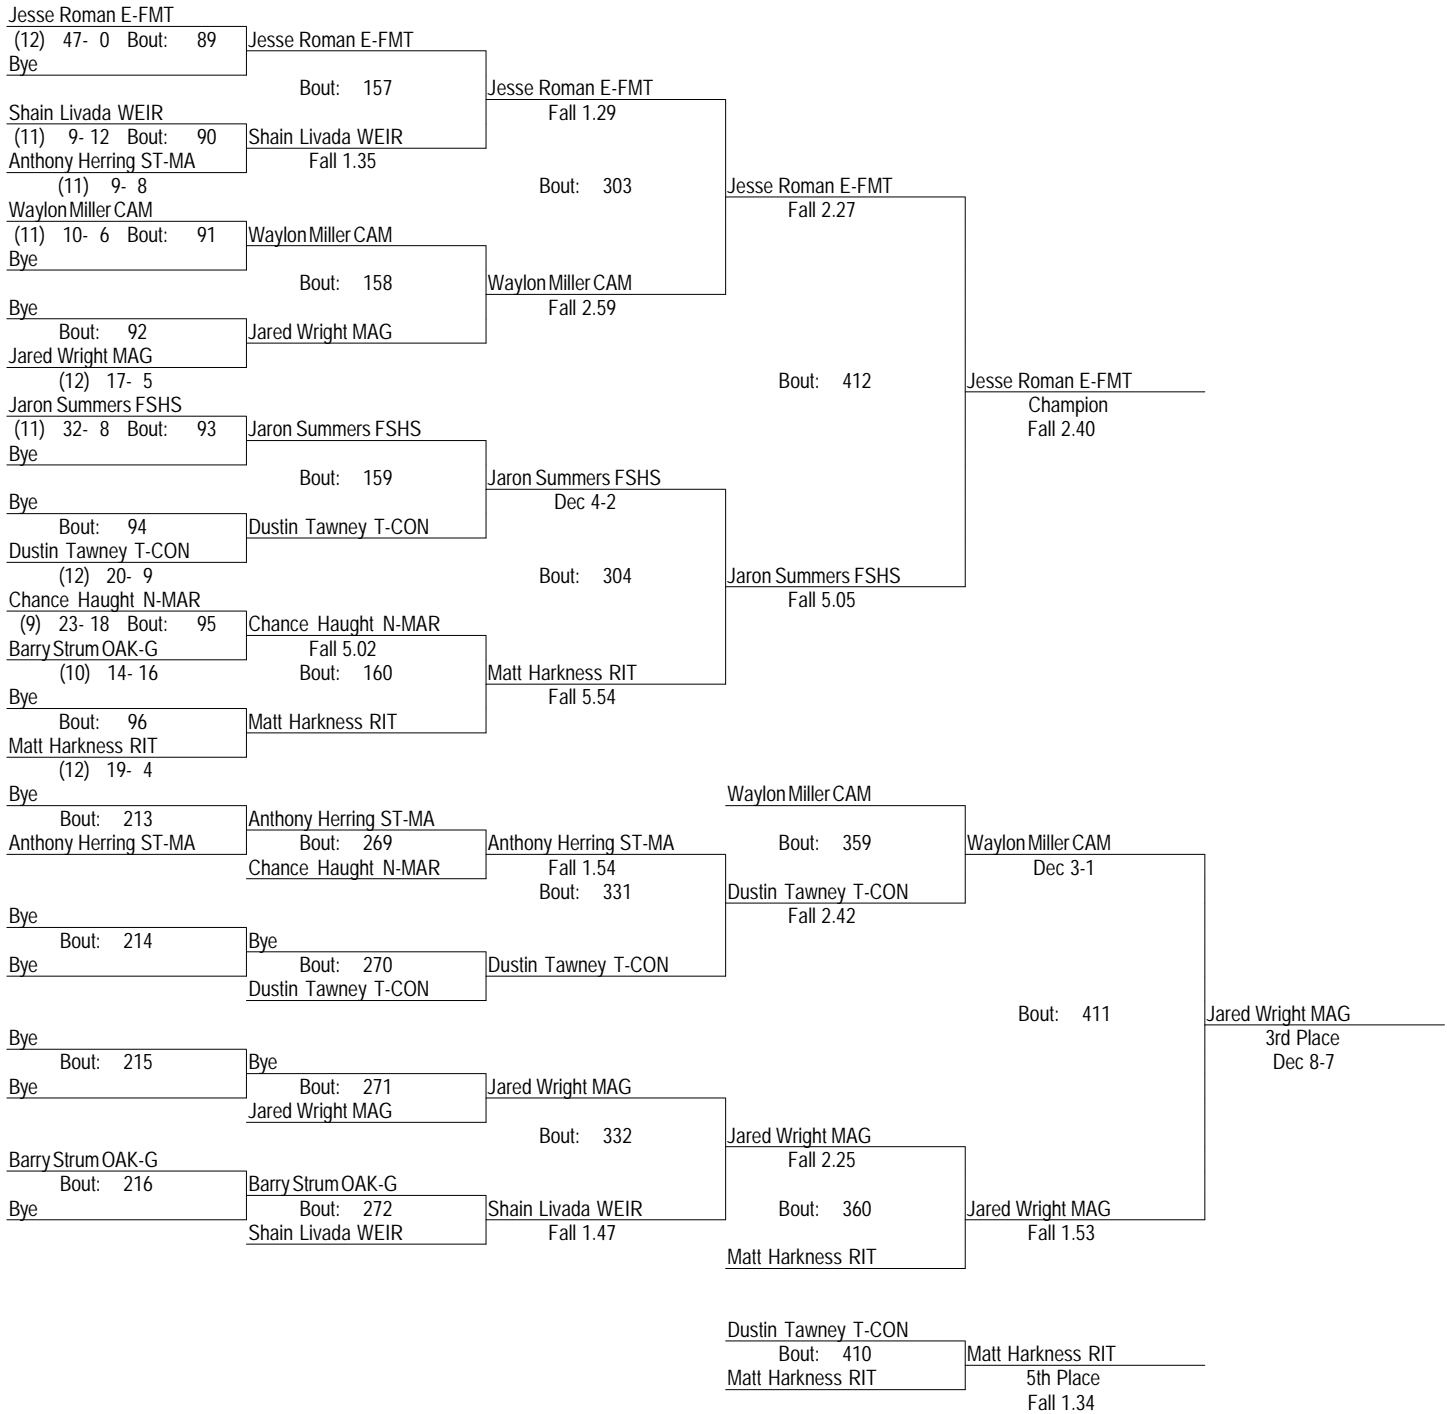 Jesse Roman E-FMT
(12) 47- 0 Bout: 89 Jesse Roman E-FMT
Bye
Bout: 157 Jesse Roman E-FMT
Shain Livada WEIR Fall 1.29
(11) 9- 12 Bout: 90 Shain Livada WEIR
Anthony Herring ST-MA Fall 1.35
(11) 9- 8 Bout: 303 Jesse Roman E-FMT
Waylon Miller CAM Fall 2.27
(11) 10- 6 Bout: 91 Waylon Miller CAM
Bye
Bout: 158 Waylon Miller CAM
Bye Fall 2.59
Bout: 92 Jared Wright MAG
Jared Wright MAG
(12) 17- 5 Bout: 412 Jesse Roman E-FMT
Jaron Summers FSHS Champion
(11) 32- 8 Bout: 93 Jaron Summers FSHS Fall 2.40
Bye
Bout: 159 Jaron Summers FSHS
Bye Dec 4-2
Bout: 94 Dustin Tawney T-CON
Dustin Tawney T-CON
(12) 20- 9 Bout: 304 Jaron Summers FSHS
Chance Haught N-MAR Fall 5.05
(9) 23- 18 Bout: 95 Chance Haught N-MAR
Barry Strum OAK-G Fall 5.02
(10) 14- 16 Bout: 160 Matt Harkness RIT
Bye Fall 5.54
Bout: 96 Matt Harkness RIT
Matt Harkness RIT
(12) 19- 4
Bye Waylon Miller CAM
Bout: 213 Anthony Herring ST-MA
Anthony Herring ST-MA Bout: 269 Anthony Herring ST-MA Bout: 359 Waylon Miller CAM
Chance Haught N-MAR Fall 1.54 Dec 3-1
Bout: 331 Dustin Tawney T-CON
Bye Fall 2.42
Bout: 214 Bye
Bye Bout: 270 Dustin Tawney T-CON
Dustin Tawney T-CON
Bout: 411 Jared Wright MAG
Bye 3rd Place
Bout: 215 Bye Dec 8-7
Bye Bout: 271 Jared Wright MAG
Jared Wright MAG
Bout: 332 Jared Wright MAG
Barry Strum OAK-G Fall 2.25
Bout: 216 Barry Strum OAK-G
Bye Bout: 272 Shain Livada WEIR Bout: 360 Jared Wright MAG
Shain Livada WEIR Fall 1.47 Fall 1.53
Matt Harkness RIT
Dustin Tawney T-CON
Bout: 410 Matt Harkness RIT
Matt Harkness RIT 5th Place
Fall 1.34